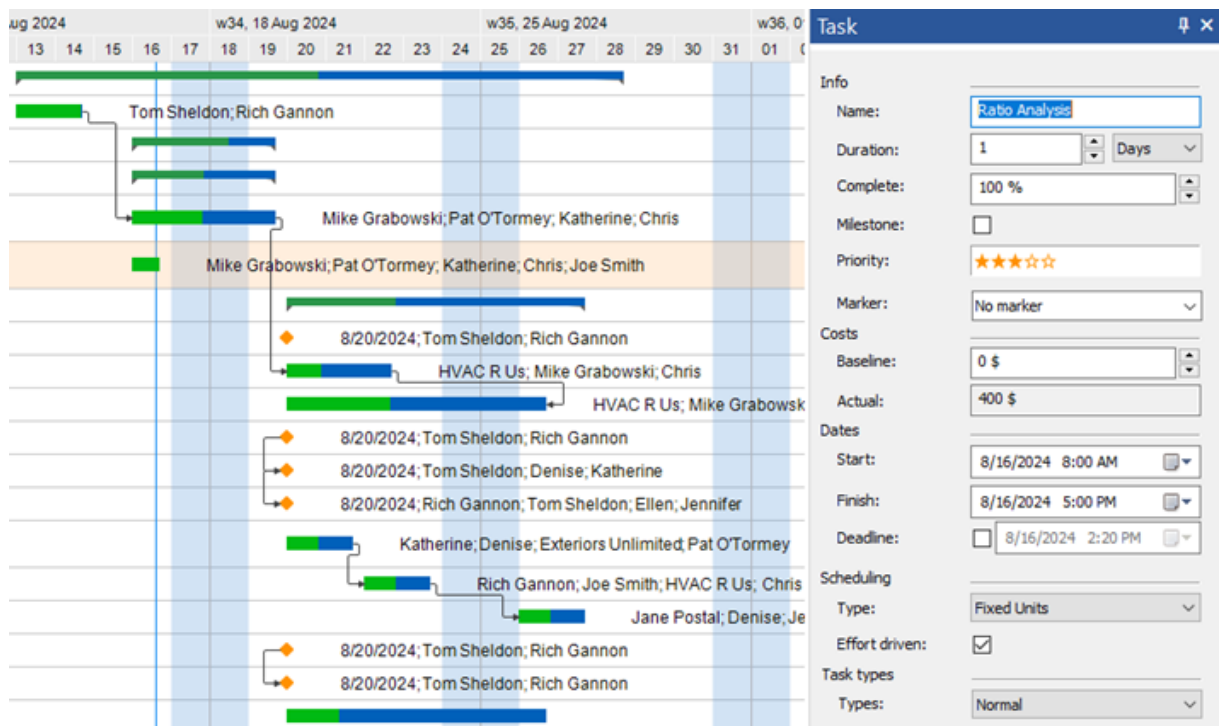 ug 2024 w34, 18 Aug 2024 w35, 25 Aug 2024 w36, 0
13 14 15 16 17 18 19 20 21 22 23 24 25 26 27 28 29 30 31 01
Tom Sheldon;Rich Gannon
Mike Grabowski;Pat O'Tormey; Katherine; Chris
Mike Grabowski;Pat O'Tormey; Katherine; Chris; Joe Smith
8/20/2024;Tom Sheldon; Rich Gannon
HVAC R Us; Mike Grabowski; Chris
HVAC R Us; Mike Grabowsk
8/20/2024;Tom Sheldon; Rich Gannon
8/20/2024;Tom Sheldon; Denise; Katherine
8/20/2024;Rich Gannon; Tom Sheldon; Ellen; Jennifer
Katherine; Denise; Exteriors Unlimited; Pat O'Tormey
Rich Gannon; Joe Smith; HVAC R Us; Chris
Jane Postal; Denise; Je
8/20/2024;Tom Sheldon; Rich Gannon
8/20/2024;Tom Sheldon; Rich Gannon
Task
Info
Name: Ratio Analysis
Duration: 1 Days
Complete: 100 %
Milestone:
Priority:
Marker: No marker
Costs
Baseline: 0 $
Actual: 400 $
Dates
Start: 8/16/2024 8:00 AM
Finish: 8/16/2024 5:00 PM
Deadline: 8/16/2024 2:20 PM
Scheduling
Type: Fixed Units
Effort driven:
Task types
Types: Normal